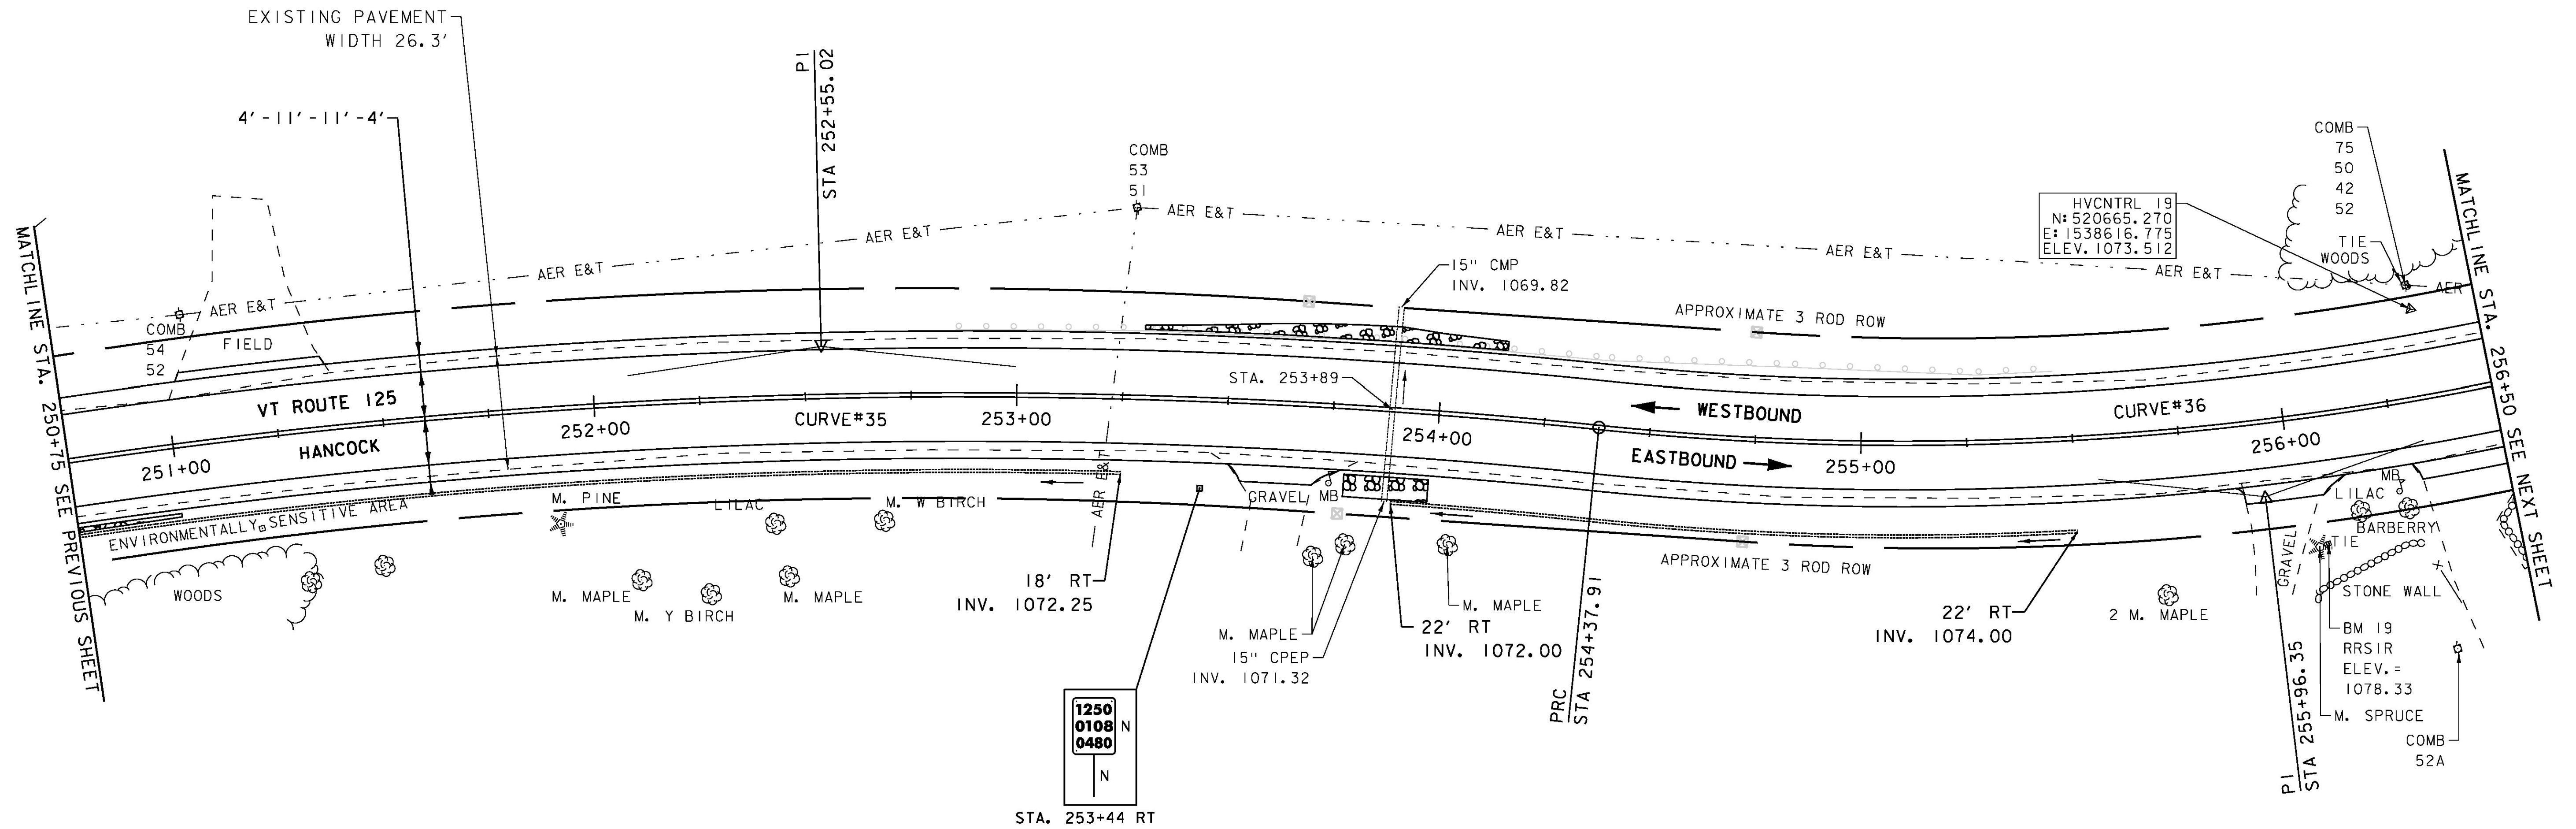 EXISTING PAVEMENT
WIDTH 26.3'
4'-11'-11'-4'
PI
STA 252+55.02
COMB
53
51
AER E&T
AER E&T
AER E&T
AER E&T
AER E&T
AER E&T
AER E&T
AER
COMB
75
50
42
52
TIE
WOODS
HVCNTRL 19
N:520665.270
E:1538616.775
ELEV.1073.512
15" CMP
INV. 1069.82
APPROXIMATE 3 ROD ROW
MATCHLINE STA. 250+75 SEE PREVIOUS SHEET
MATCHLINE STA. 256+50 SEE NEXT SHEET
COMB
54
52
FIELD
VT ROUTE 125
HANCOCK
251+00
252+00
CURVE#35
253+00
STA. 253+89
254+00
WESTBOUND
EASTBOUND
255+00
CURVE#36
256+00
ENVIRONMENTALLY SENSITIVE AREA
WOODS
M. PINE
LILAC
M. W BIRCH
AER E&T
GRAVEL
MB
M. MAPLE
M. Y BIRCH
M. MAPLE
18' RT
INV. 1072.25
M. MAPLE
15" CPEP
INV. 1071.32
M. MAPLE
22' RT
INV. 1072.00
PRC
STA 254+37.91
APPROXIMATE 3 ROD ROW
22' RT
INV. 1074.00
2 M. MAPLE
GRAVEL
MB
LILAC
BARBERRY
TIE
STONE WALL
BM 19
RRSIR
ELEV.=
1078.33
M. SPRUCE
COMB
52A
PI
STA 255+96.35
1250
0108
0480
N
N
STA. 253+44 RT